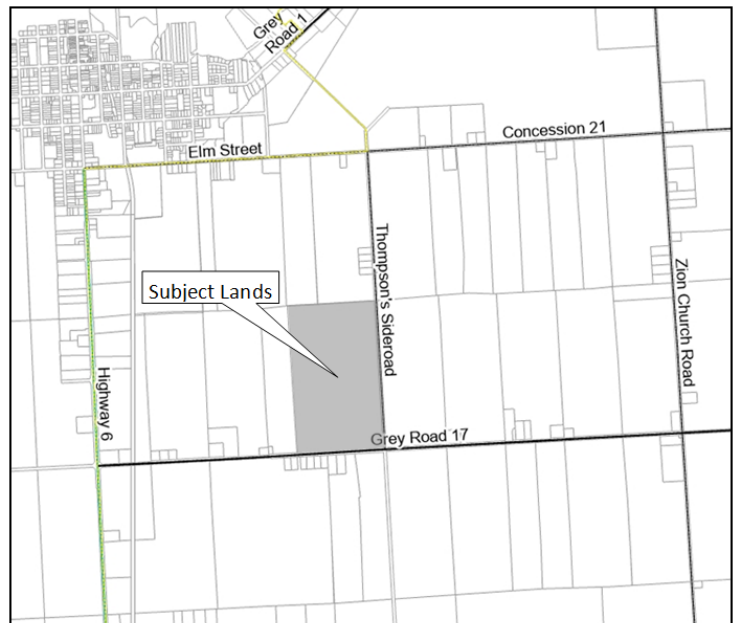 Grey
Road 1
Concession 21
Elm Street
Thompson's Sideroad
Subject Lands
Zion Church Road
Highway 6
Grey Road 17